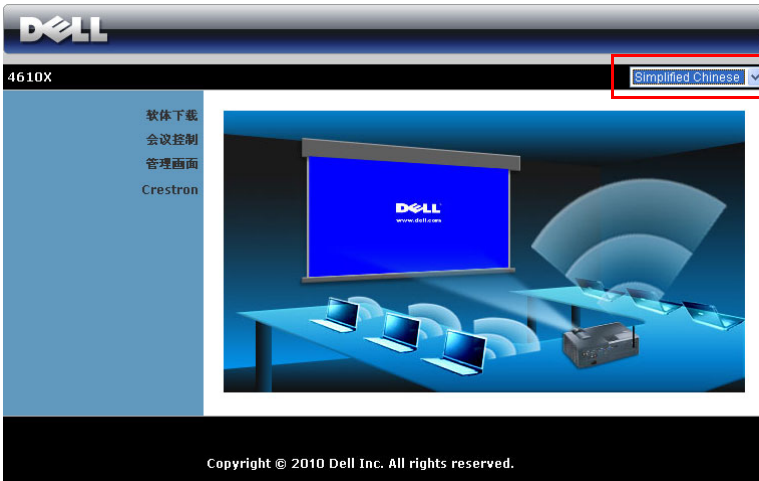 DELL
4610X
Simplified Chinese
软体下载
会议控制
管理画面
Crestron
DELL
www.dell.com
Copyright © 2010 Dell Inc. All rights reserved.